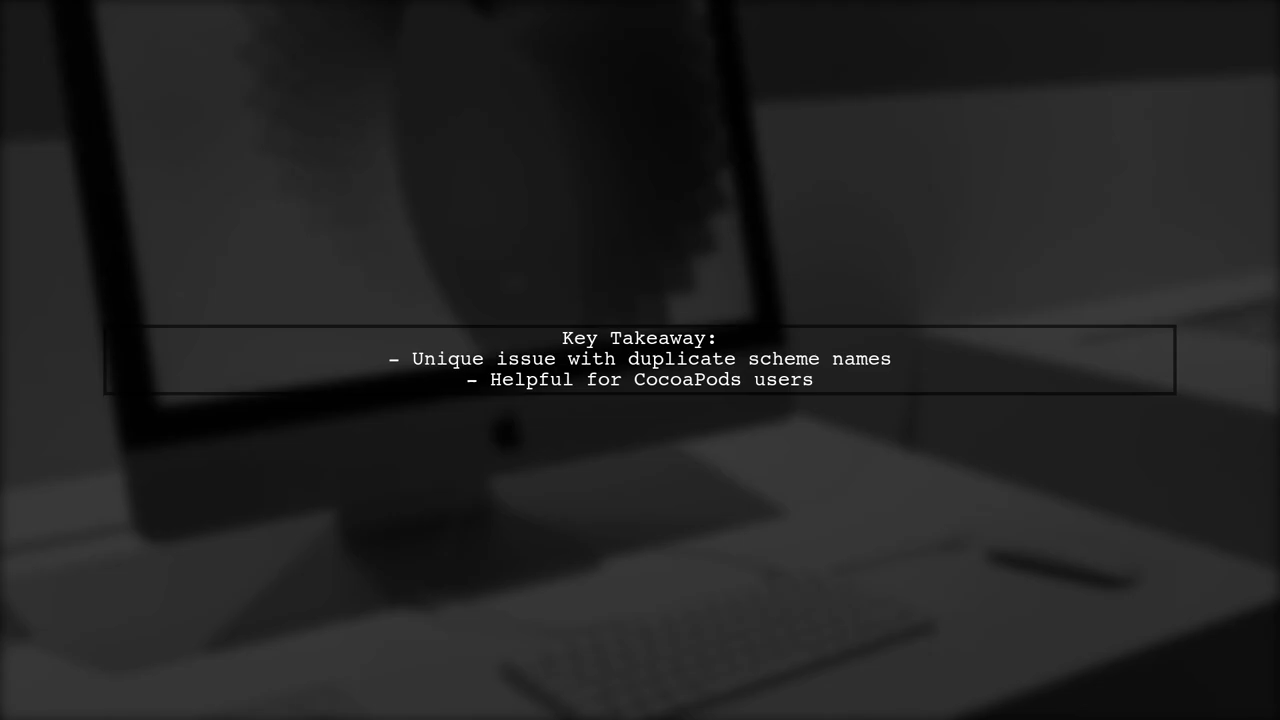 Key Takeaway:
- Unique issue with duplicate scheme names
- Helpful for CocoaPods users